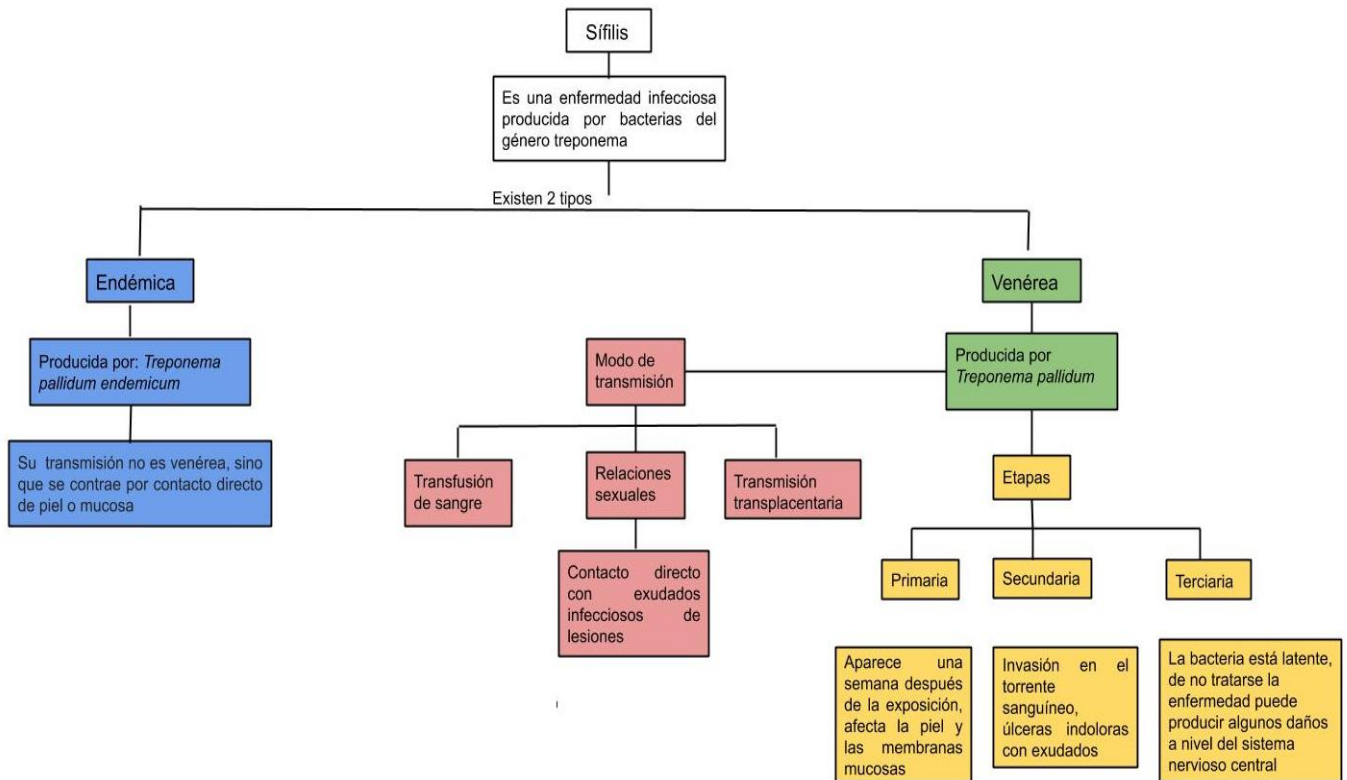 Sífilis
Es una enfermedad infecciosa
producida por bacterias del
género treponema
Existen 2 tipos
Endémica
Producida por: Treponema
pallidum endemicum
Su transmisión no es venérea, sino
que se contrae por contacto directo
de piel o mucosa
Venérea
Producida por
Treponema pallidum
Modo de
transmisión
Transfusión
de sangre
Relaciones
sexuales
Transmisión
transplacentaria
Contacto directo
con exudados
infecciosos de
lesiones
Etapas
Primaria
Secundaria
Terciaria
Aparece una
semana después
de la exposición,
afecta la piel y
las membranas
mucosas
Invasión en el
torrente
sanguíneo,
úlceras indoloras
con exudados
La bacteria está latente,
de no tratarse la
enfermedad puede
producir algunos daños
a nivel del sistema
nervioso central